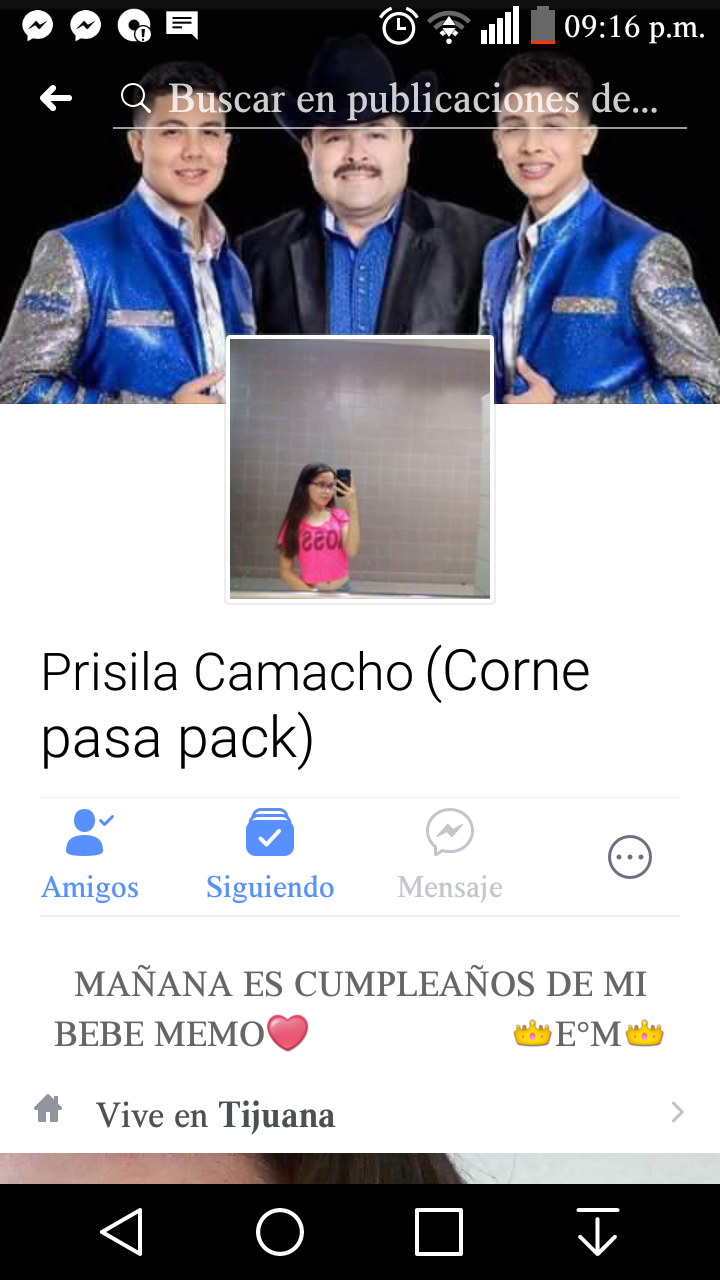 09:16 p.m.
Buscar en publicaciones de...
Prisila Camacho (Corne
pasa pack)
Amigos
Siguiendo
Mensaje
MAÑANA ES CUMPLEAÑOS DE MI
BEBE MEMO❤ 👑E°M👑
Vive en Tijuana